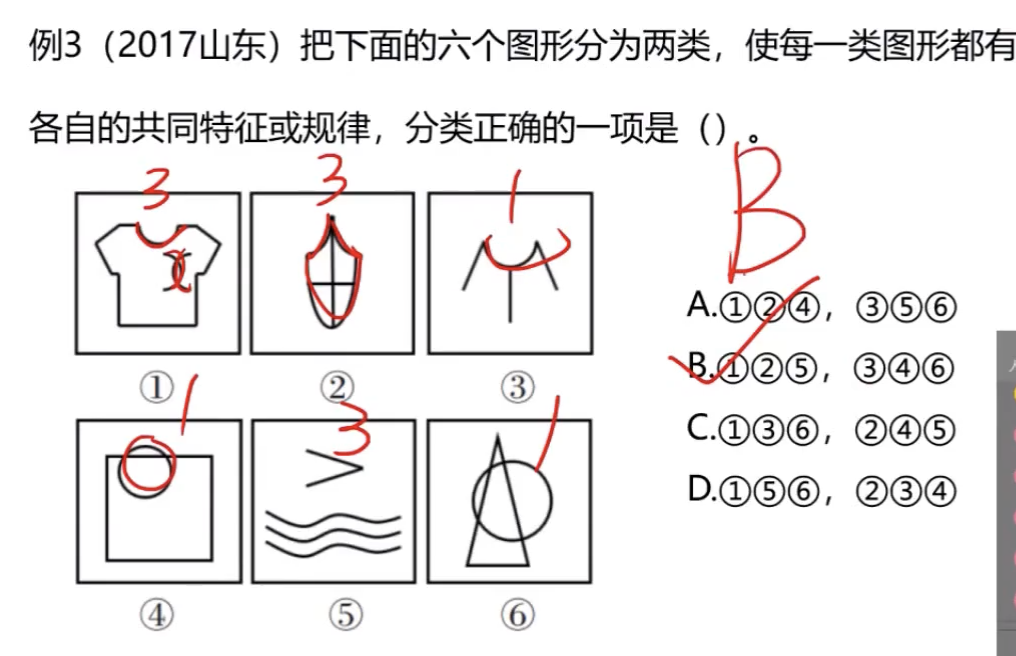 例3（2017山东）把下面的六个图形分为两类，使每一类图形都有
各自的共同特征或规律，分类正确的一项是（）。
3 3 1
B
① ② ③
A.①②④，③⑤⑥
B.①②⑤，③④⑥
C.①③⑥，②④⑤
D.①⑤⑥，②③④
1 3 1
④ ⑤ ⑥